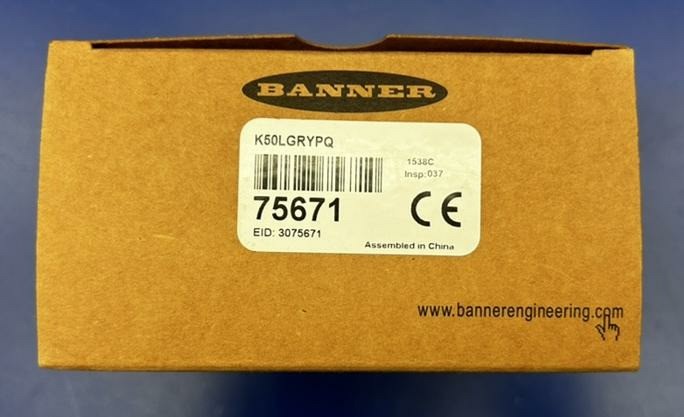 BANNER
K50LGRYPQ
1538C
Insp:037
75671
CE
EID: 3075671
Assembled in China
www.bannerengineering.com